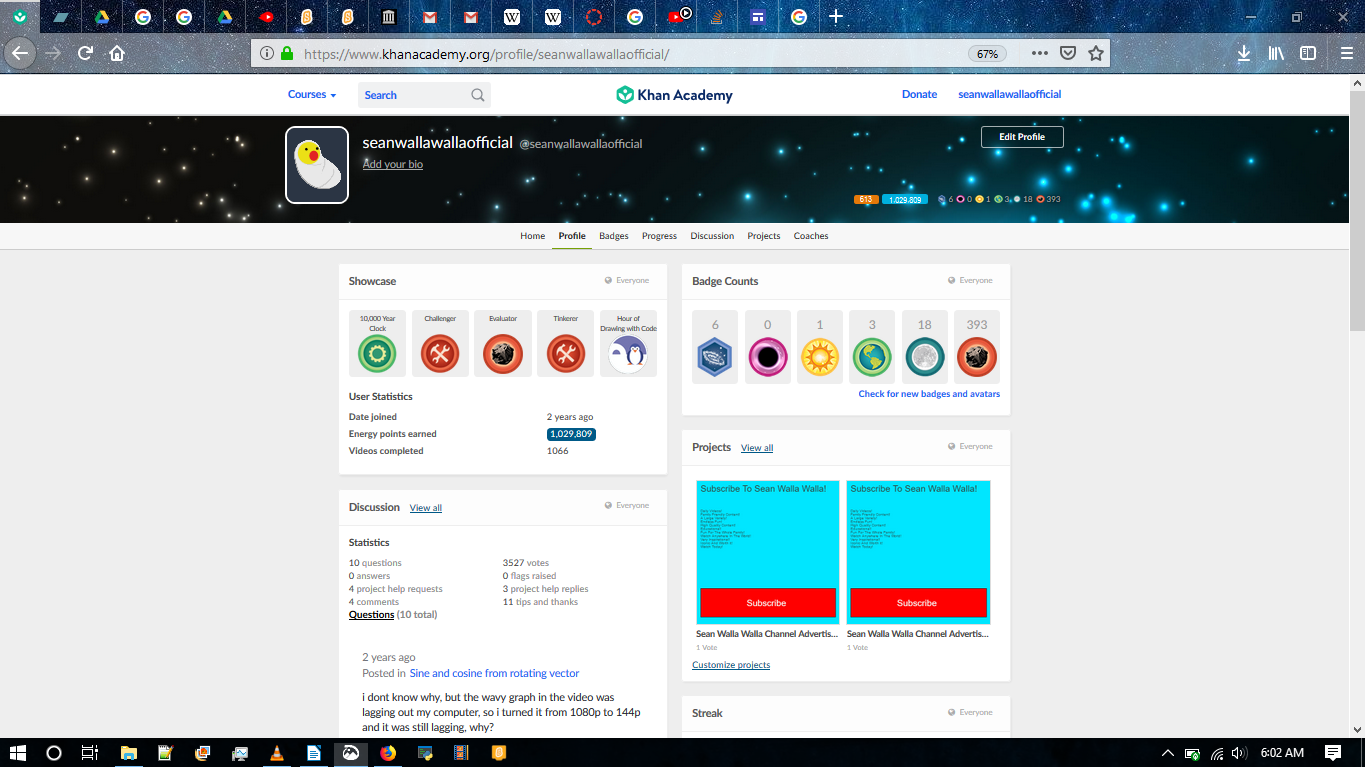 https://www.khanacademy.org/profile/seanwallawallaofficial/
67%
Courses
Search
Khan Academy
Donate
seanwallawallaofficial
seanwallawallaofficial @seanwallawallaofficial
Add your bio
Edit Profile
613 1,029,809 6 0 1 3 18 393
Home Profile Badges Progress Discussion Projects Coaches
Showcase Everyone
10,000 Year Clock
Challenger
Evaluator
Tinkerer
Hour of Drawing with Code
User Statistics
Date joined 2 years ago
Energy points earned 1,029,809
Videos completed 1066
Badge Counts Everyone
6 0 1 3 18 393
Check for new badges and avatars
Projects View all Everyone
Subscribe To Sean Walla Walla!
Subscribe
Sean Walla Walla Channel Advertis...
1 Vote
Subscribe To Sean Walla Walla!
Subscribe
Sean Walla Walla Channel Advertis...
1 Vote
Customize projects
Discussion View all Everyone
Statistics
10 questions 3527 votes
0 answers 0 flags raised
4 project help requests 3 project help replies
4 comments 11 tips and thanks
Questions (10 total)
2 years ago
Posted in Sine and cosine from rotating vector
i dont know why, but the wavy graph in the video was
lagging out my computer, so i turned it from 1080p to 144p
and it was still lagging, why?
Streak Everyone
6:02 AM